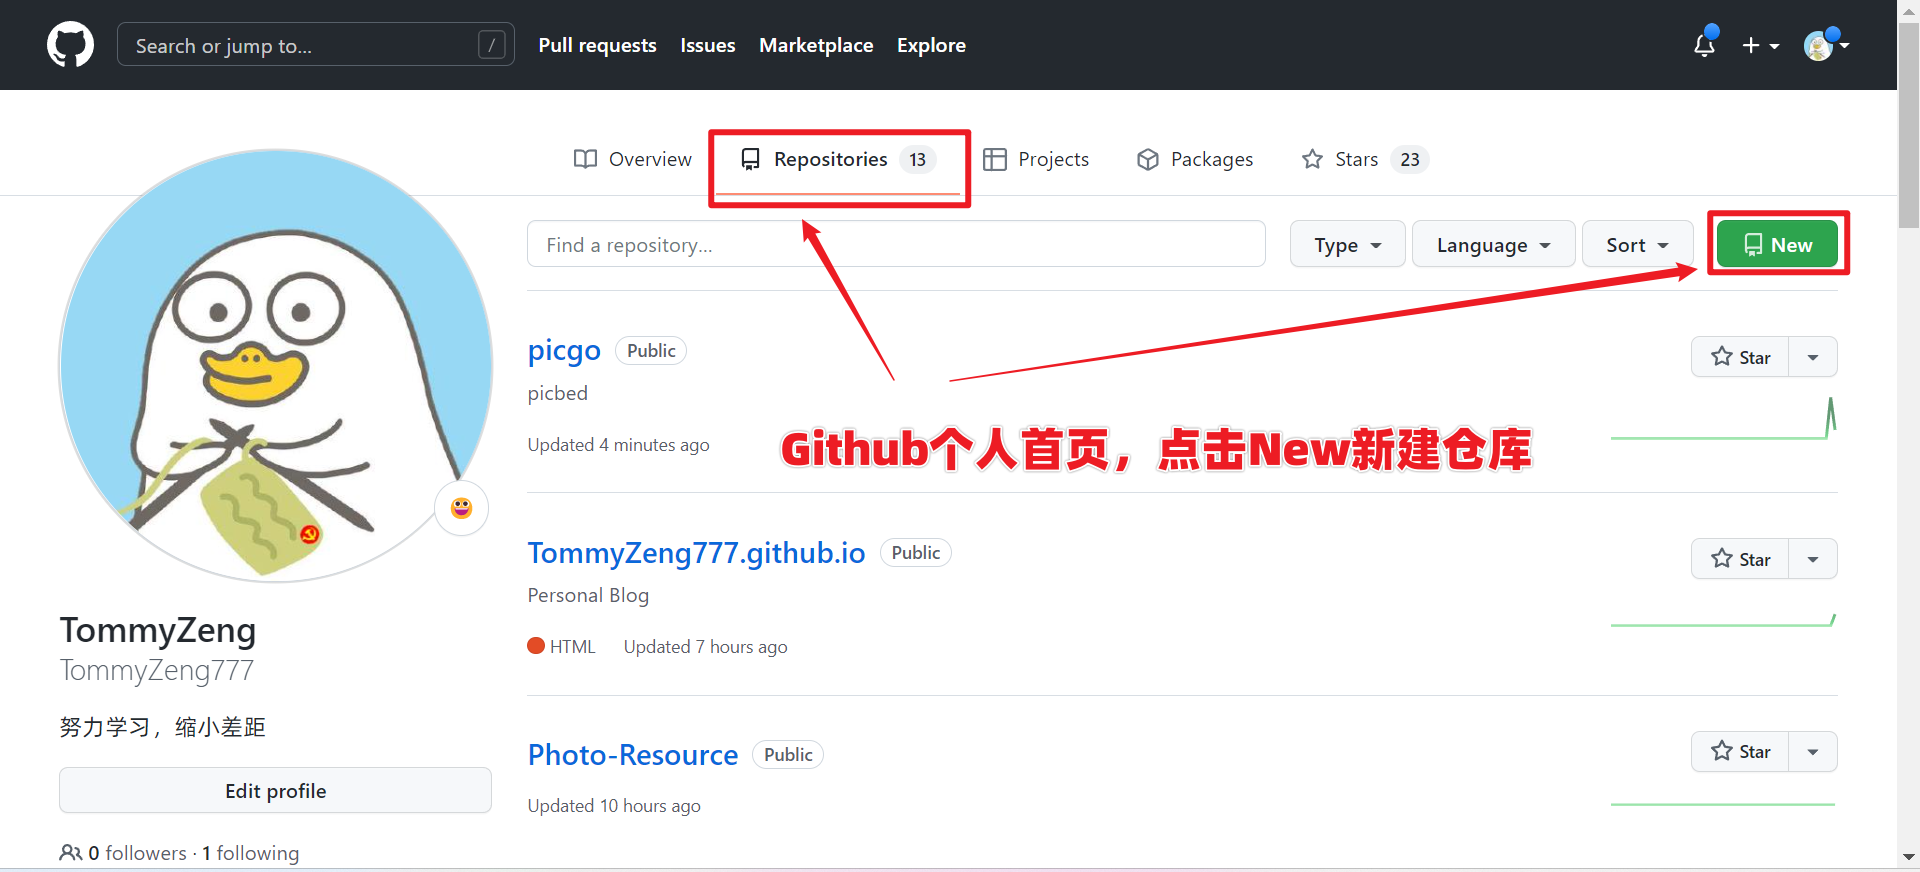 Search or jump to... /
Pull requests Issues Marketplace Explore
Overview Repositories 13 Projects Packages Stars 23
Find a repository... Type Language Sort New
picgo Public Star
picbed
Updated 4 minutes ago
Github个人首页，点击New新建仓库
TommyZeng777.github.io Public Star
Personal Blog
HTML Updated 7 hours ago
Photo-Resource Public Star
Updated 10 hours ago
TommyZeng
TommyZeng777
努力学习，缩小差距
Edit profile
0 followers · 1 following